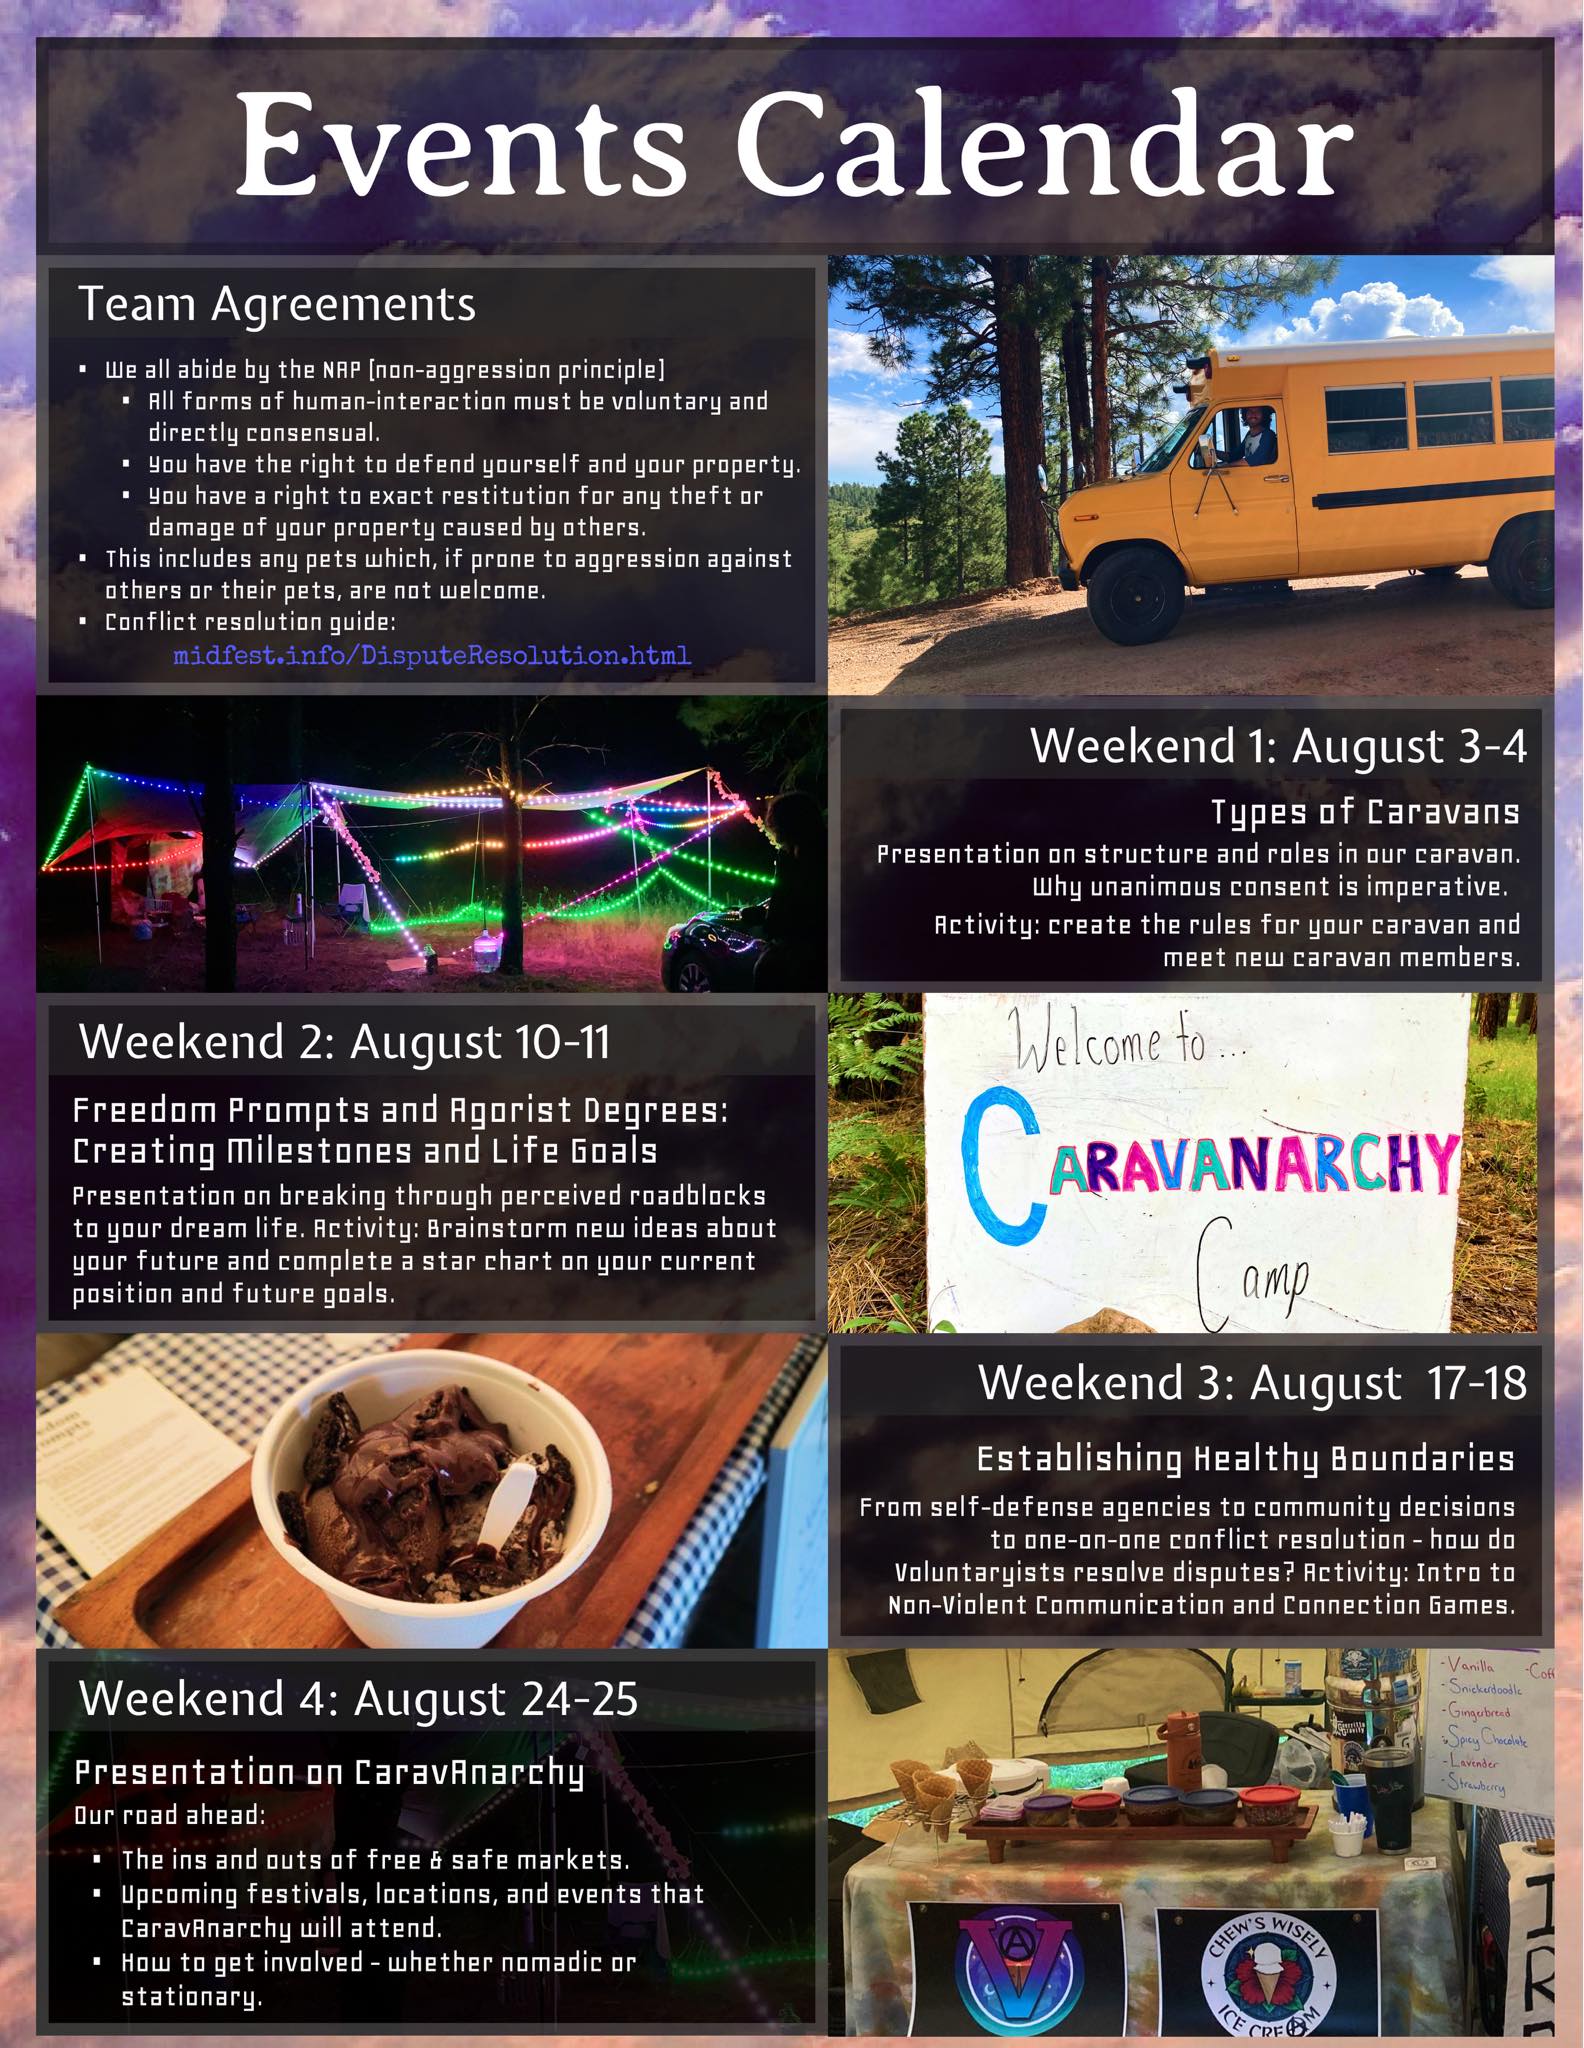 Events Calendar
Team Agreements
• We all abide by the NAP [non-aggression principle]
• All forms of human-interaction must be voluntary and
directly consensual.
• You have the right to defend yourself and your property.
• You have a right to exact restitution for any theft or
damage of your property caused by others.
• This includes any pets which, if prone to aggression against
others or their pets, are not welcome.
• Conflict resolution guide:
midfest.info/DisputeResolution.html
Weekend 1: August 3-4
Types of Caravans
Presentation on structure and roles in our caravan.
Why unanimous consent is imperative.
Activity: create the rules for your caravan and
meet new caravan members.
Weekend 2: August 10-11
Freedom Prompts and Agorist Degrees:
Creating Milestones and Life Goals
Presentation on breaking through perceived roadblocks
to your dream life. Activity: Brainstorm new ideas about
your future and complete a star chart on your current
position and future goals.
Welcome to ...
CARAVANARCHY
Camp
Weekend 3: August 17-18
Establishing Healthy Boundaries
From self-defense agencies to community decisions
to one-on-one conflict resolution - how do
Voluntaryists resolve disputes? Activity: Intro to
Non-Violent Communication and Connection Games.
Weekend 4: August 24-25
Presentation on CaravAnarchy
Our road ahead:
• The ins and outs of free & safe markets.
• Upcoming festivals, locations, and events that
CaravAnarchy will attend.
• How to get involved - whether nomadic or
stationary.
- Vanilla
- Snickerdoodle
- Gingerbread
- Spicy Chocolate
- Lavender
- Strawberry
V
A
CHEW'S WISELY
ICE CREAM